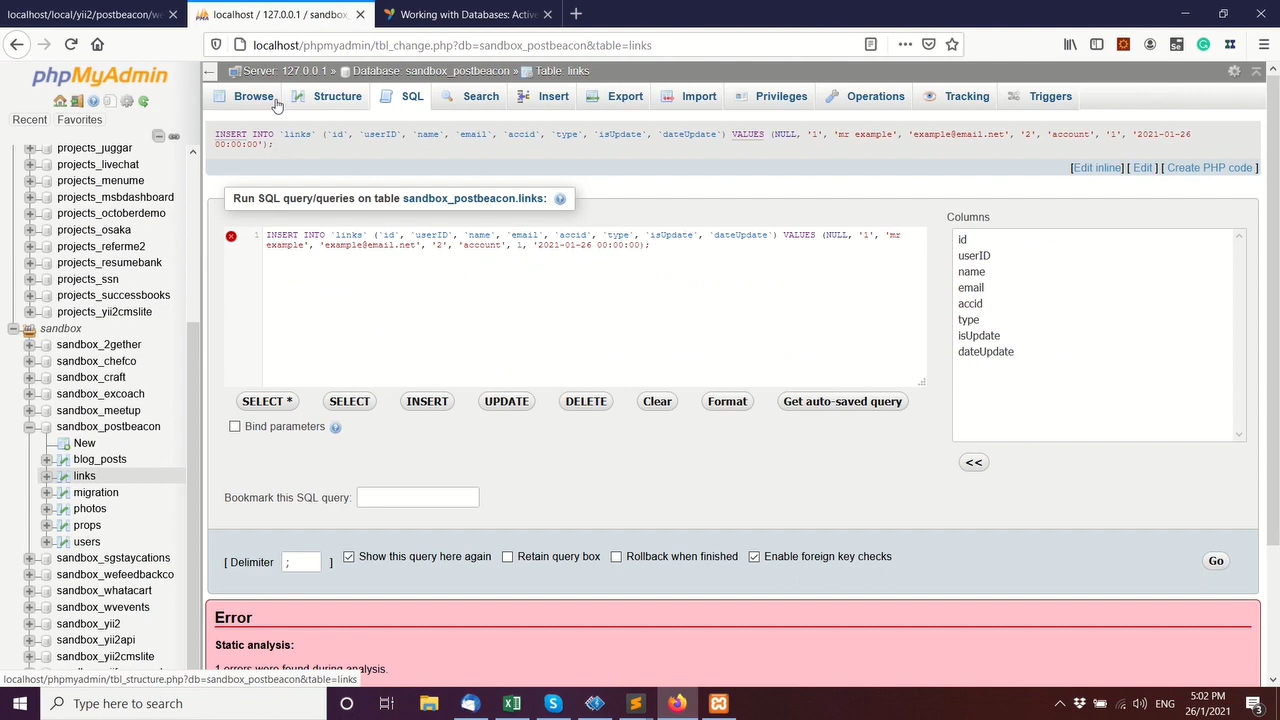 localhost/local/yii2/postbeacon/we
localhost / 127.0.0.1 / sandbox_
Working with Databases: Active
localhost/phpmyadmin/tbl_change.php?db=sandbox_postbeacon&table=links
phpMyAdmin
Recent Favorites
projects_juggar
projects_livechat
projects_menume
projects_msbdashboard
projects_octoberdemo
projects_osaka
projects_referme2
projects_resumebank
projects_ssn
projects_successbooks
projects_yii2cmslite
sandbox
sandbox_2gether
sandbox_chefco
sandbox_craft
sandbox_excoach
sandbox_meetup
sandbox_postbeacon
New
blog_posts
links
migration
photos
props
users
sandbox_sgstaycations
sandbox_wefeedbackco
sandbox_whatacart
sandbox_wvevents
sandbox_yii2
sandbox_yii2api
sandbox_yii2cmslite
Server: 127.0.0.1 » Database: sandbox_postbeacon » Table: links
Browse Structure SQL Search Insert Export Import Privileges Operations Tracking Triggers
INSERT INTO `links` (`id`, `userID`, `name`, `email`, `accid`, `type`, `isUpdate`, `dateUpdate`) VALUES (NULL, '1', 'mr example', 'example@email.net', '2', 'account', '1', '2021-01-26
00:00:00');
[Edit inline] [ Edit ] [ Create PHP code ]
Run SQL query/queries on table sandbox_postbeacon.links:
1 INSERT INTO `links` (`id`, `userID`, `name`, `email`, `accid`, `type`, `isUpdate`, `dateUpdate`) VALUES (NULL, '1', 'mr
example', 'example@email.net', '2', 'account', 1, '2021-01-26 00:00:00);
Columns
id
userID
name
email
accid
type
isUpdate
dateUpdate
SELECT * SELECT INSERT UPDATE DELETE Clear Format Get auto-saved query
Bind parameters
<<
Bookmark this SQL query:
[ Delimiter ; ] Show this query here again Retain query box Rollback when finished Enable foreign key checks Go
Error
Static analysis:
1 errors were found during analysis.
localhost/phpmyadmin/tbl_structure.php?db=sandbox_postbeacon&table=links
Type here to search
ENG
5:02 PM
26/1/2021
3